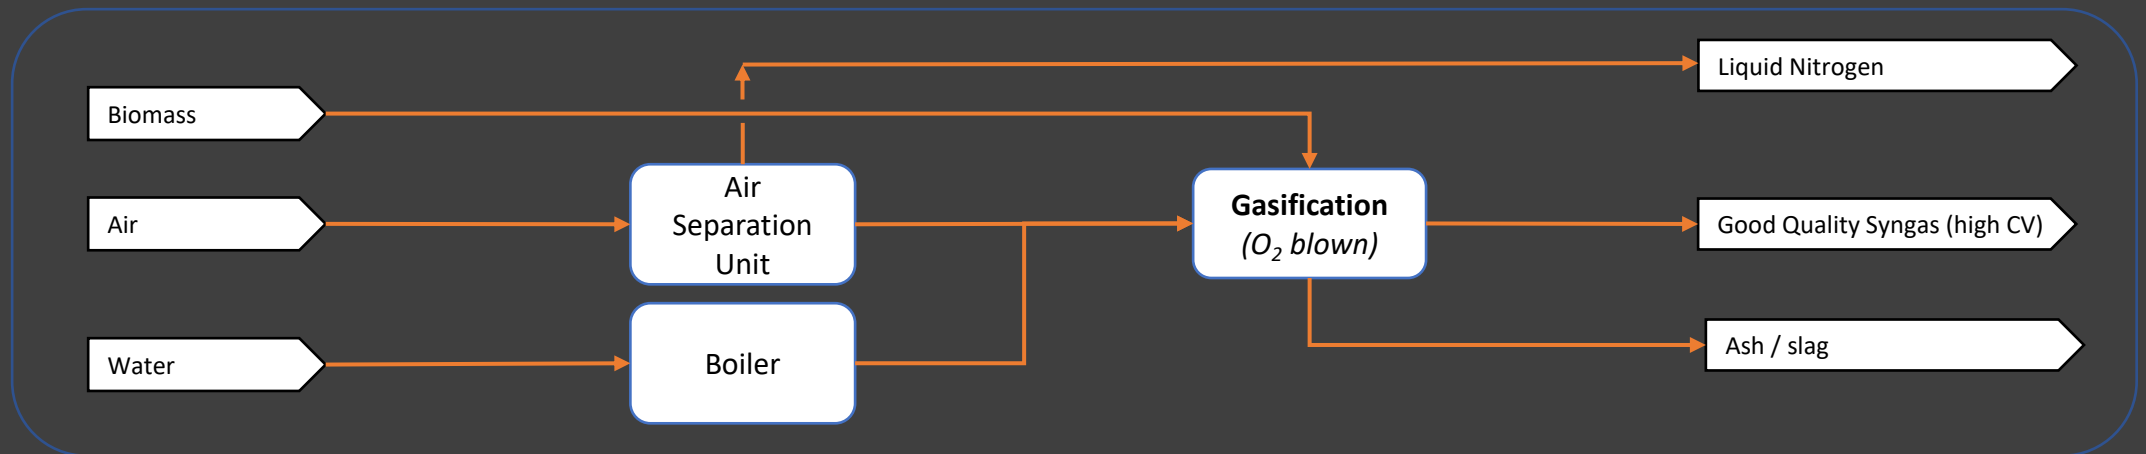 Liquid Nitrogen
Biomass
Air
Separation
Unit
Gasification
(O₂ blown)
Air
Good Quality Syngas (high CV)
Boiler
Water
Ash / slag